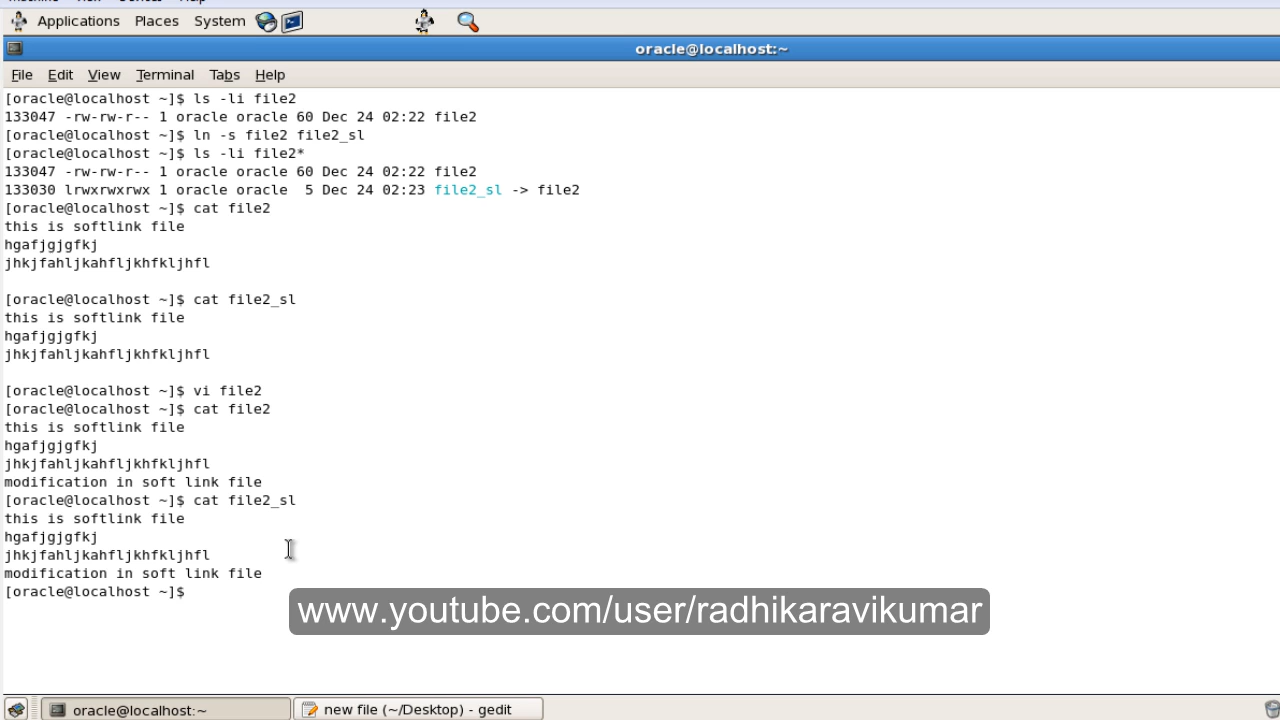 Applications Places System
oracle@localhost:~
File Edit View Terminal Tabs Help
[oracle@localhost ~]$ ls -li file2
133047 -rw-rw-r-- 1 oracle oracle 60 Dec 24 02:22 file2
[oracle@localhost ~]$ ln -s file2 file2_sl
[oracle@localhost ~]$ ls -li file2*
133047 -rw-rw-r-- 1 oracle oracle 60 Dec 24 02:22 file2
133030 lrwxrwxrwx 1 oracle oracle  5 Dec 24 02:23 file2_sl -> file2
[oracle@localhost ~]$ cat file2
this is softlink file
hgafjgjgfkj
jhkjfahljkahfljkhfkljhfl
[oracle@localhost ~]$ cat file2_sl
this is softlink file
hgafjgjgfkj
jhkjfahljkahfljkhfkljhfl
[oracle@localhost ~]$ vi file2
[oracle@localhost ~]$ cat file2
this is softlink file
hgafjgjgfkj
jhkjfahljkahfljkhfkljhfl
modification in soft link file
[oracle@localhost ~]$ cat file2_sl
this is softlink file
hgafjgjgfkj
jhkjfahljkahfljkhfkljhfl
modification in soft link file
[oracle@localhost ~]$
www.youtube.com/user/radhikaravikumar
oracle@localhost:~
new file (~/Desktop) - gedit